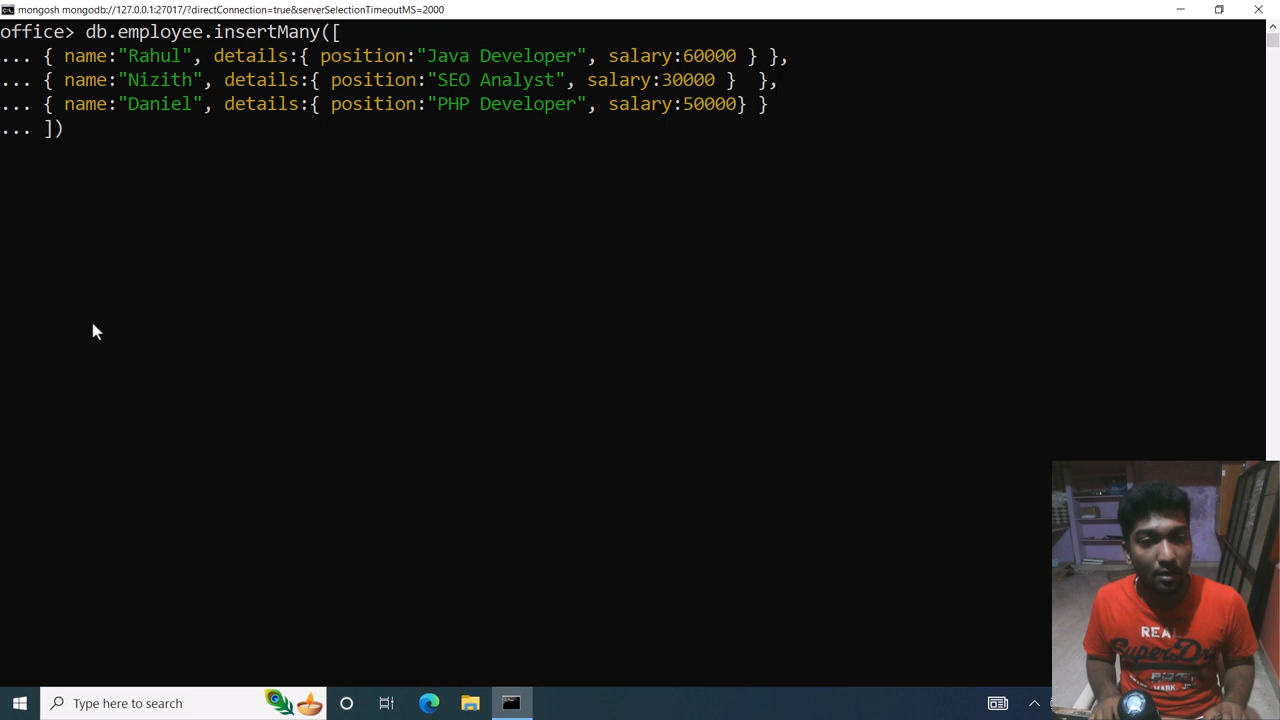 mongosh mongodb://127.0.0.1:27017/?directConnection=true&serverSelectionTimeoutMS=2000
office> db.employee.insertMany([
... { name:"Rahul", details:{ position:"Java Developer", salary:60000 } },
... { name:"Nizith", details:{ position:"SEO Analyst", salary:30000 }  },
... { name:"Daniel", details:{ position:"PHP Developer", salary:50000} }
... ])
REAL
SuperDry
Type here to search